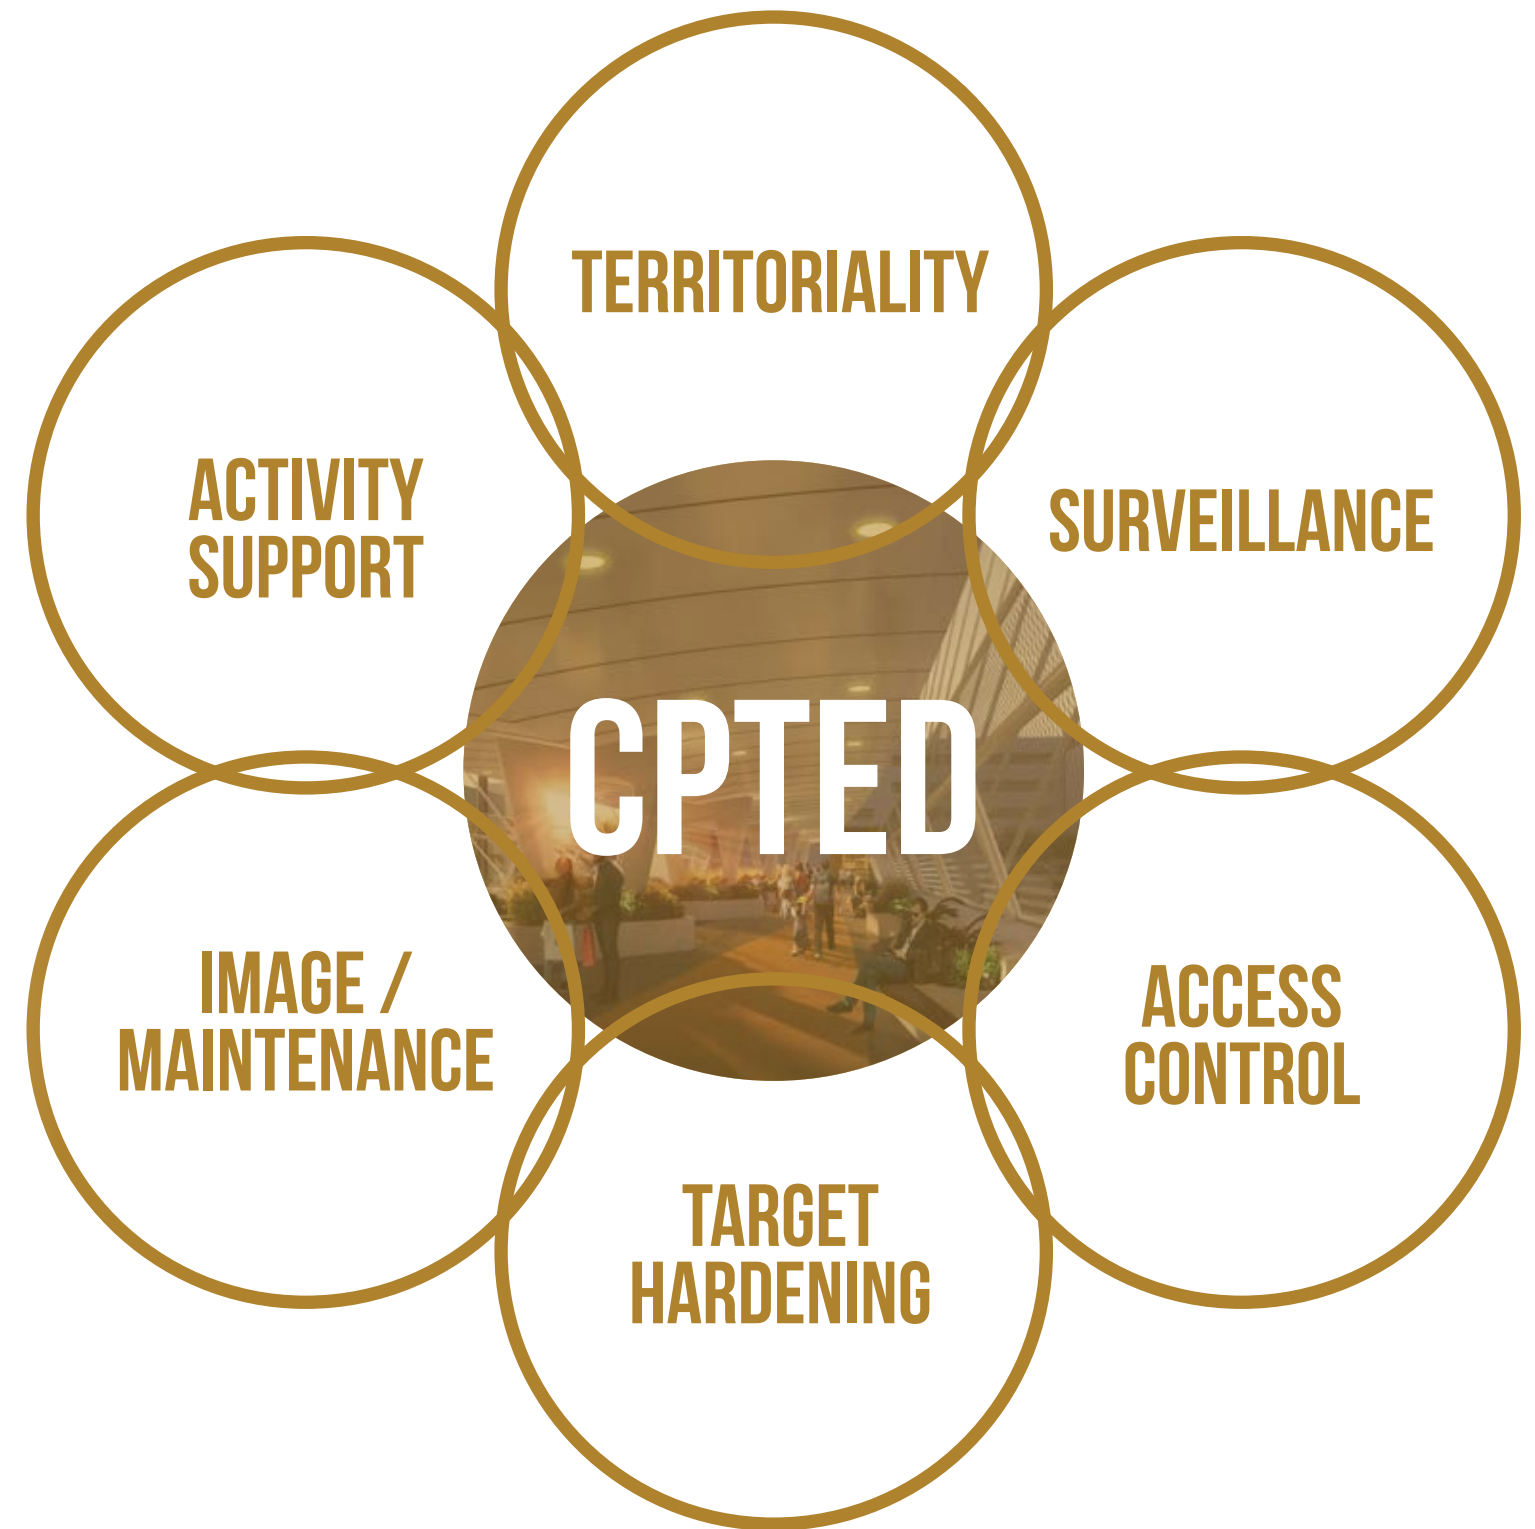 TERRITORIALITY
ACTIVITY
SUPPORT
SURVEILLANCE
CPTED
IMAGE /
MAINTENANCE
ACCESS
CONTROL
TARGET
HARDENING